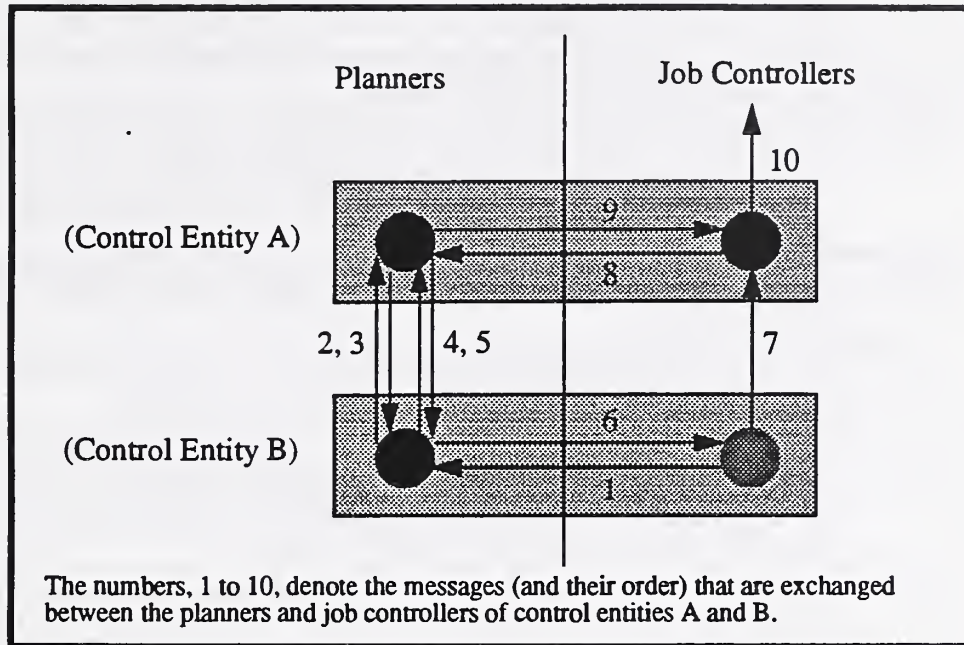 Planners
Job Controllers
10
(Control Entity A)
9
8
2, 3
4, 5
7
(Control Entity B)
6
1
The numbers, 1 to 10, denote the messages (and their order) that are exchanged
between the planners and job controllers of control entities A and B.